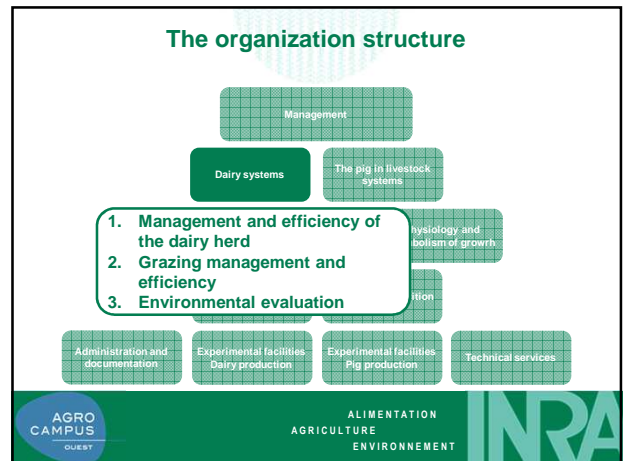 The organization structure
Management
Dairy systems
The pig in livestock
systems
1. Management and efficiency of
the dairy herd
2. Grazing management and
efficiency
3. Environmental evaluation
hysiology and
bolism of growrh
ition
Administration and
documentation
Experimental facilities
Dairy production
Experimental facilities
Pig production
Technical services
AGRO
CAMPUS
OUEST
ALIMENTATION
AGRICULTURE
ENVIRONNEMENT
INRA